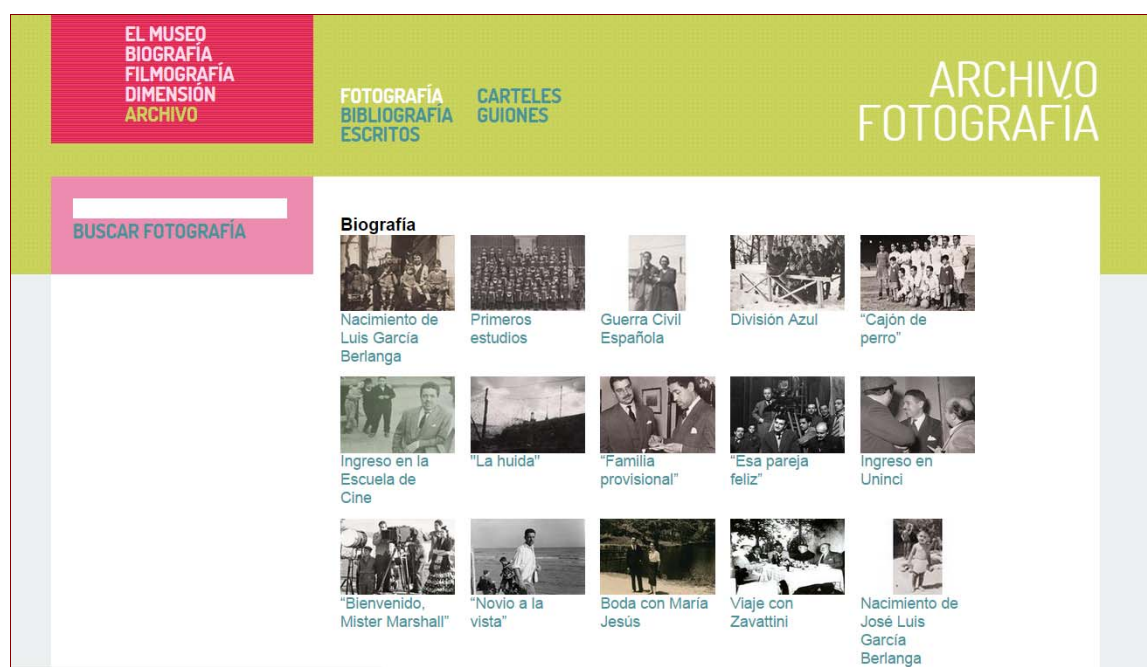 EL MUSEO
BIOGRAFÍA
FILMOGRAFÍA
DIMENSIÓN
ARCHIVO
FOTOGRAFÍA
BIBLIOGRAFÍA
ESCRITOS
CARTELES
GUIONES
ARCHIVO
FOTOGRAFÍA
BUSCAR FOTOGRAFÍA
Biografía
Nacimiento de
Luis García
Berlanga
Primeros
estudios
Guerra Civil
Española
División Azul
“Cajón de
perro”
Ingreso en la
Escuela de
Cine
"La huida"
“Familia
provisional”
“Esa pareja
feliz”
Ingreso en
Uninci
“Bienvenido,
Mister Marshall”
“Novio a la
vista”
Boda con María
Jesús
Viaje con
Zavattini
Nacimiento de
José Luis
García
Berlanga